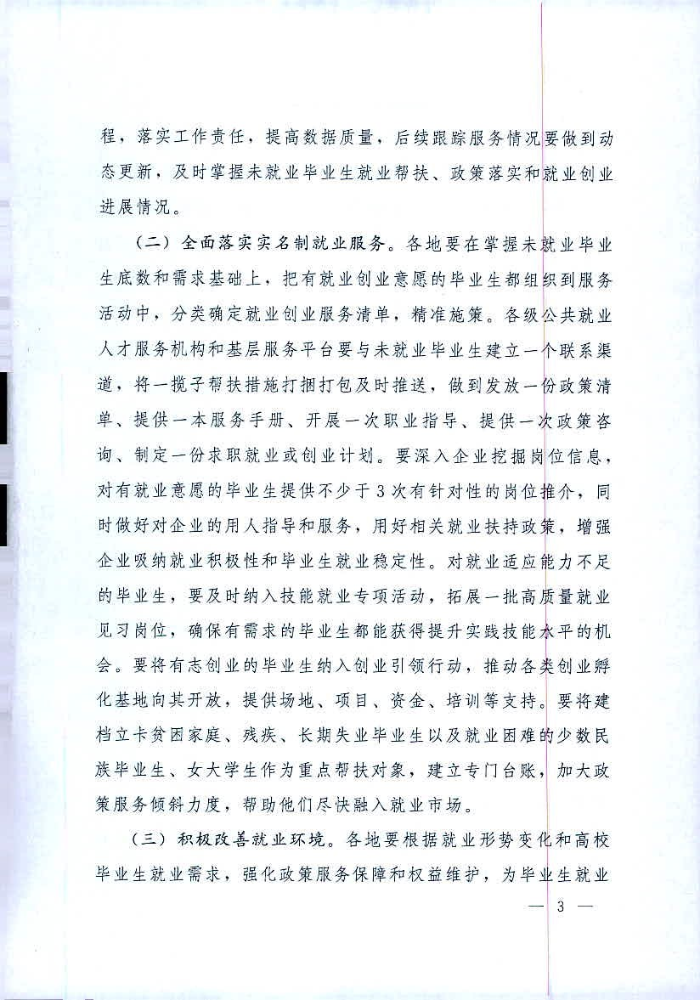 程，落实工作责任，提高数据质量，后续跟踪服务情况要做到动
态更新，及时掌握未就业毕业生就业帮扶、政策落实和就业创业
进展情况。
（二）全面落实实名制就业服务。各地要在掌握未就业毕业
生底数和需求基础上，把有就业创业意愿的毕业生都组织到服务
活动中，分类确定就业创业服务清单，精准施策。各级公共就业
人才服务机构和基层服务平台要与未就业毕业生建立一个联系渠
道，将一揽子帮扶措施打捆打包及时推送，做到发放一份政策清
单、提供一本服务手册、开展一次职业指导、提供一次政策咨
询、制定一份求职就业或创业计划。要深入企业挖掘岗位信息，
对有就业意愿的毕业生提供不少于3次有针对性的岗位推介，同
时做好对企业的用人指导和服务，用好相关就业扶持政策，增强
企业吸纳就业积极性和毕业生就业稳定性。对就业适应能力不足
的毕业生，要及时纳入技能就业专项活动，拓展一批高质量就业
见习岗位，确保有需求的毕业生都能获得提升实践技能水平的机
会。要将有志创业的毕业生纳入创业引领行动，推动各类创业孵
化基地向其开放，提供场地、项目、资金、培训等支持。要将建
档立卡贫困家庭、残疾、长期失业毕业生以及就业困难的少数民
族毕业生、女大学生作为重点帮扶对象，建立专门台账，加大政
策服务倾斜力度，帮助他们尽快融入就业市场。
（三）积极改善就业环境。各地要根据就业形势变化和高校
毕业生就业需求，强化政策服务保障和权益维护，为毕业生就业
— 3 —